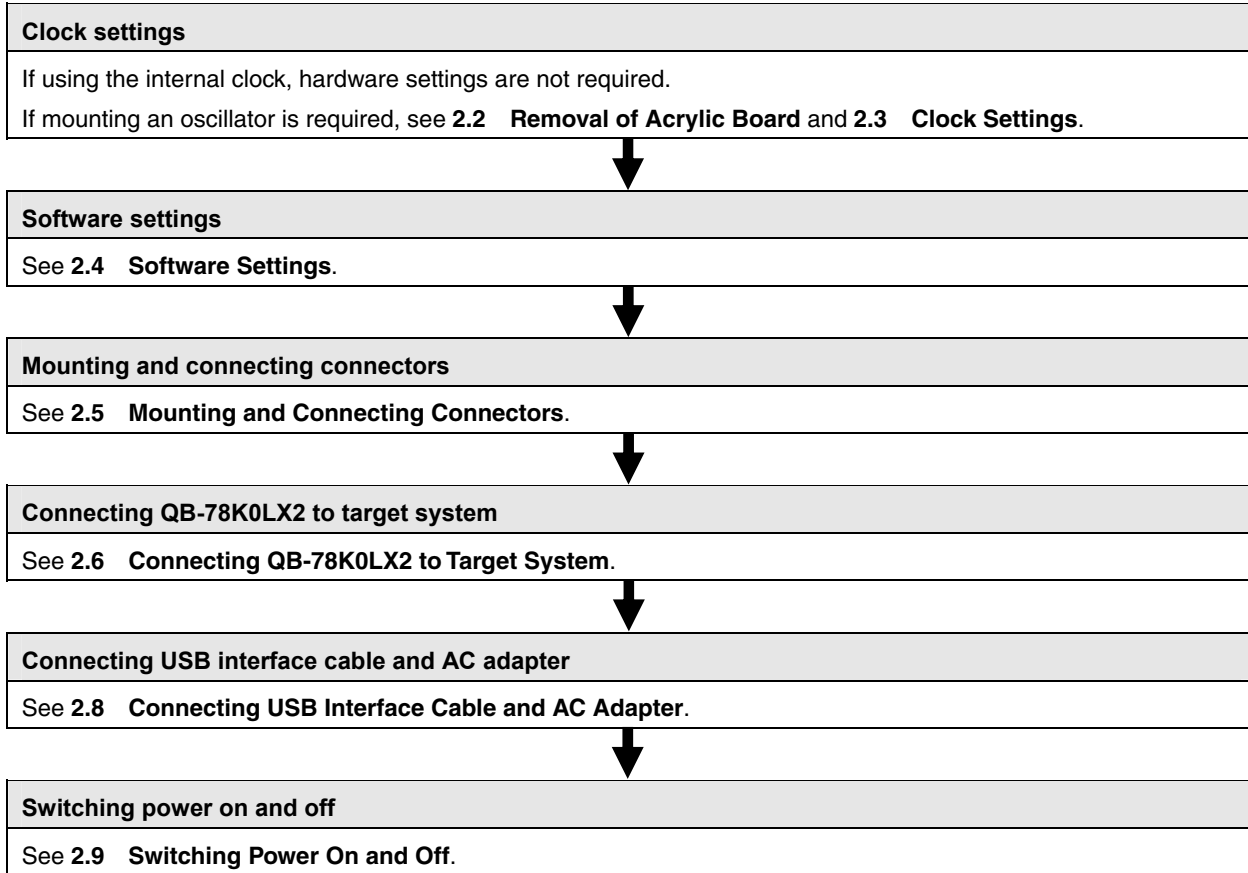 Clock settings
If using the internal clock, hardware settings are not required.
If mounting an oscillator is required, see 2.2 Removal of Acrylic Board and 2.3 Clock Settings.
Software settings
See 2.4 Software Settings.
Mounting and connecting connectors
See 2.5 Mounting and Connecting Connectors.
Connecting QB-78K0LX2 to target system
See 2.6 Connecting QB-78K0LX2 to Target System.
Connecting USB interface cable and AC adapter
See 2.8 Connecting USB Interface Cable and AC Adapter.
Switching power on and off
See 2.9 Switching Power On and Off.